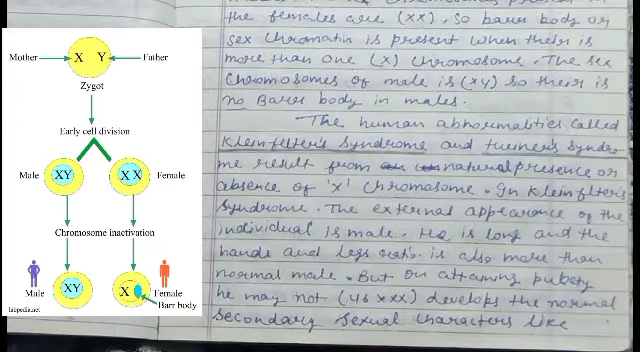 Mother
X Y
Father
Zygot
Early cell division
Male
XY
X X
Female
Chromosome inactivation
Male
XY
X
Female
Barr body
labpedia.net
the females are (XX). So barr body or
sex chromatin is present when theiris
more than one (X) chromosome. The sex
Chromosomes of male is (XY) so their is
no Barr body in males.
The human abnormalities called
Kleinfelter's Syndrome and turner's Syndro-
me result from natural presence or
absence of 'X' Chromosome. In Kleinflter's
Syndrome. The external appearance of the
individual is male. He is long and the
hands and legs ratio is also more than
normal male. But on attaining puberty
he may not (46 XXX) develops the normal
Secondary Sexual Characters like